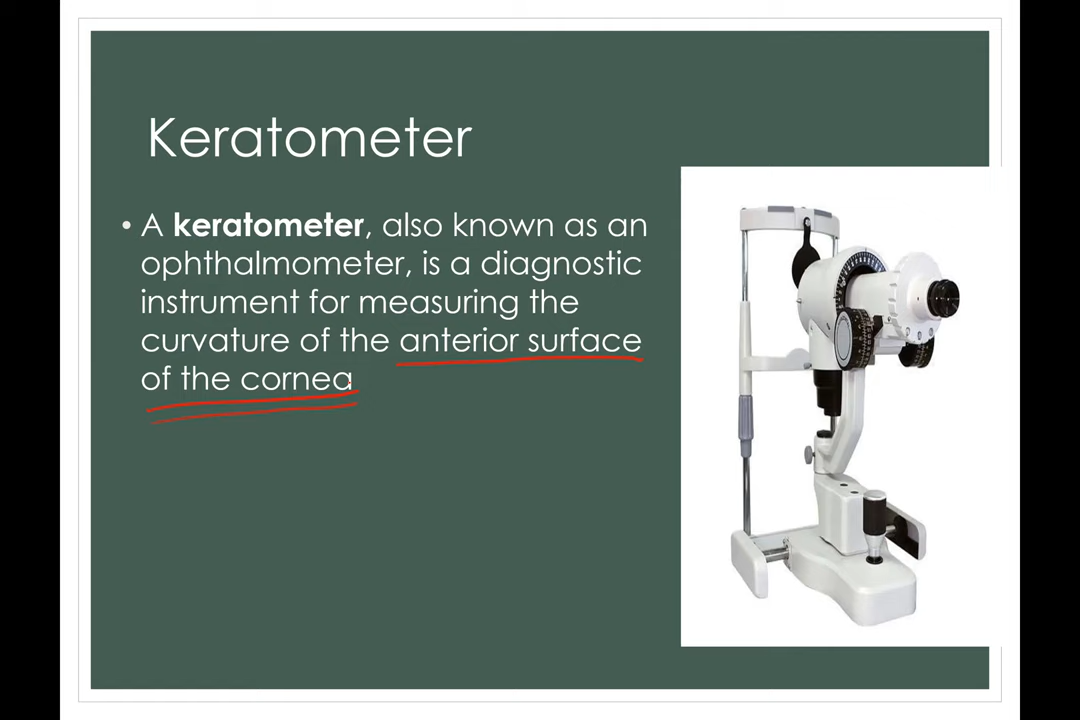 Keratometer
• A keratometer, also known as an
ophthalmometer, is a diagnostic
instrument for measuring the
curvature of the anterior surface
of the cornea